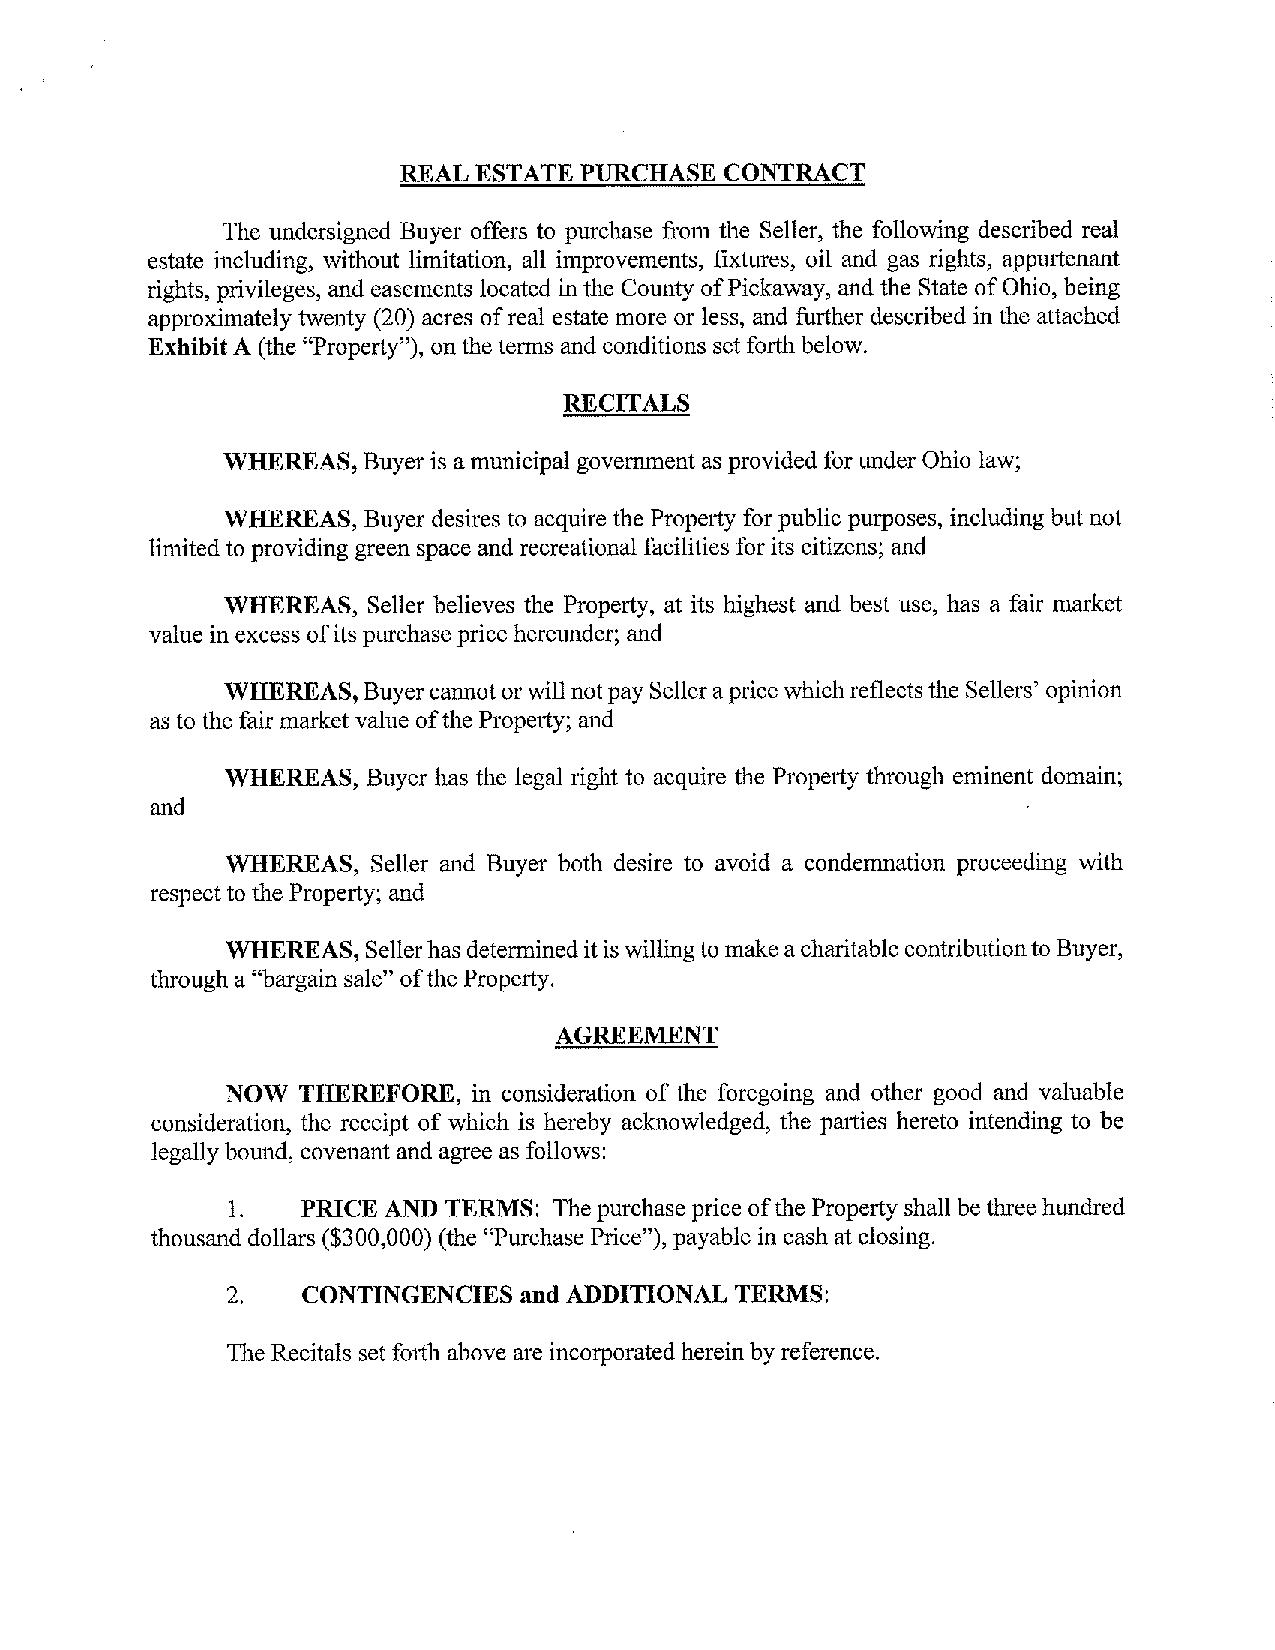 REAL ESTATE PURCHASE CONTRACT
The undersigned Buyer offers to purchase from the Seller, the following described real
estate including, without limitation, all improvements, fixtures, oil and gas rights, appurtenant
rights, privileges, and easements located in the County of Pickaway, and the State of Ohio, being
approximately twenty (20) acres of real estate more or less, and further described in the attached
Exhibit A (the “Property”), on the terms and conditions set forth below.
RECITALS
WHEREAS, Buyer is a municipal government as provided for under Ohio law;
WHEREAS, Buyer desires to acquire the Property for public purposes, including but not
limited to providing green space and recreational facilities for its citizens; and
WHEREAS, Seller believes the Property, at its highest and best use, has a fair market
value in excess of its purchase price hereunder; and
WHEREAS, Buyer cannot or will not pay Seller a price which reflects the Sellers’ opinion
as to the fair market value of the Property; and
WHEREAS, Buyer has the legal right to acquire the Property through eminent domain;
and
WHEREAS, Seller and Buyer both desire to avoid a condemnation proceeding with
respect to the Property; and
WHEREAS, Seller has determined it is willing to make a charitable contribution to Buyer,
through a “bargain sale” of the Property.
AGREEMENT
NOW THEREFORE, in consideration of the foregoing and other good and valuable
consideration, the receipt of which is hereby acknowledged, the parties hereto intending to be
legally bound, covenant and agree as follows:
1. PRICE AND TERMS: The purchase price of the Property shall be three hundred
thousand dollars ($300,000) (the “Purchase Price”), payable in cash at closing.
2. CONTINGENCIES and ADDITIONAL TERMS:
The Recitals set forth above are incorporated herein by reference.